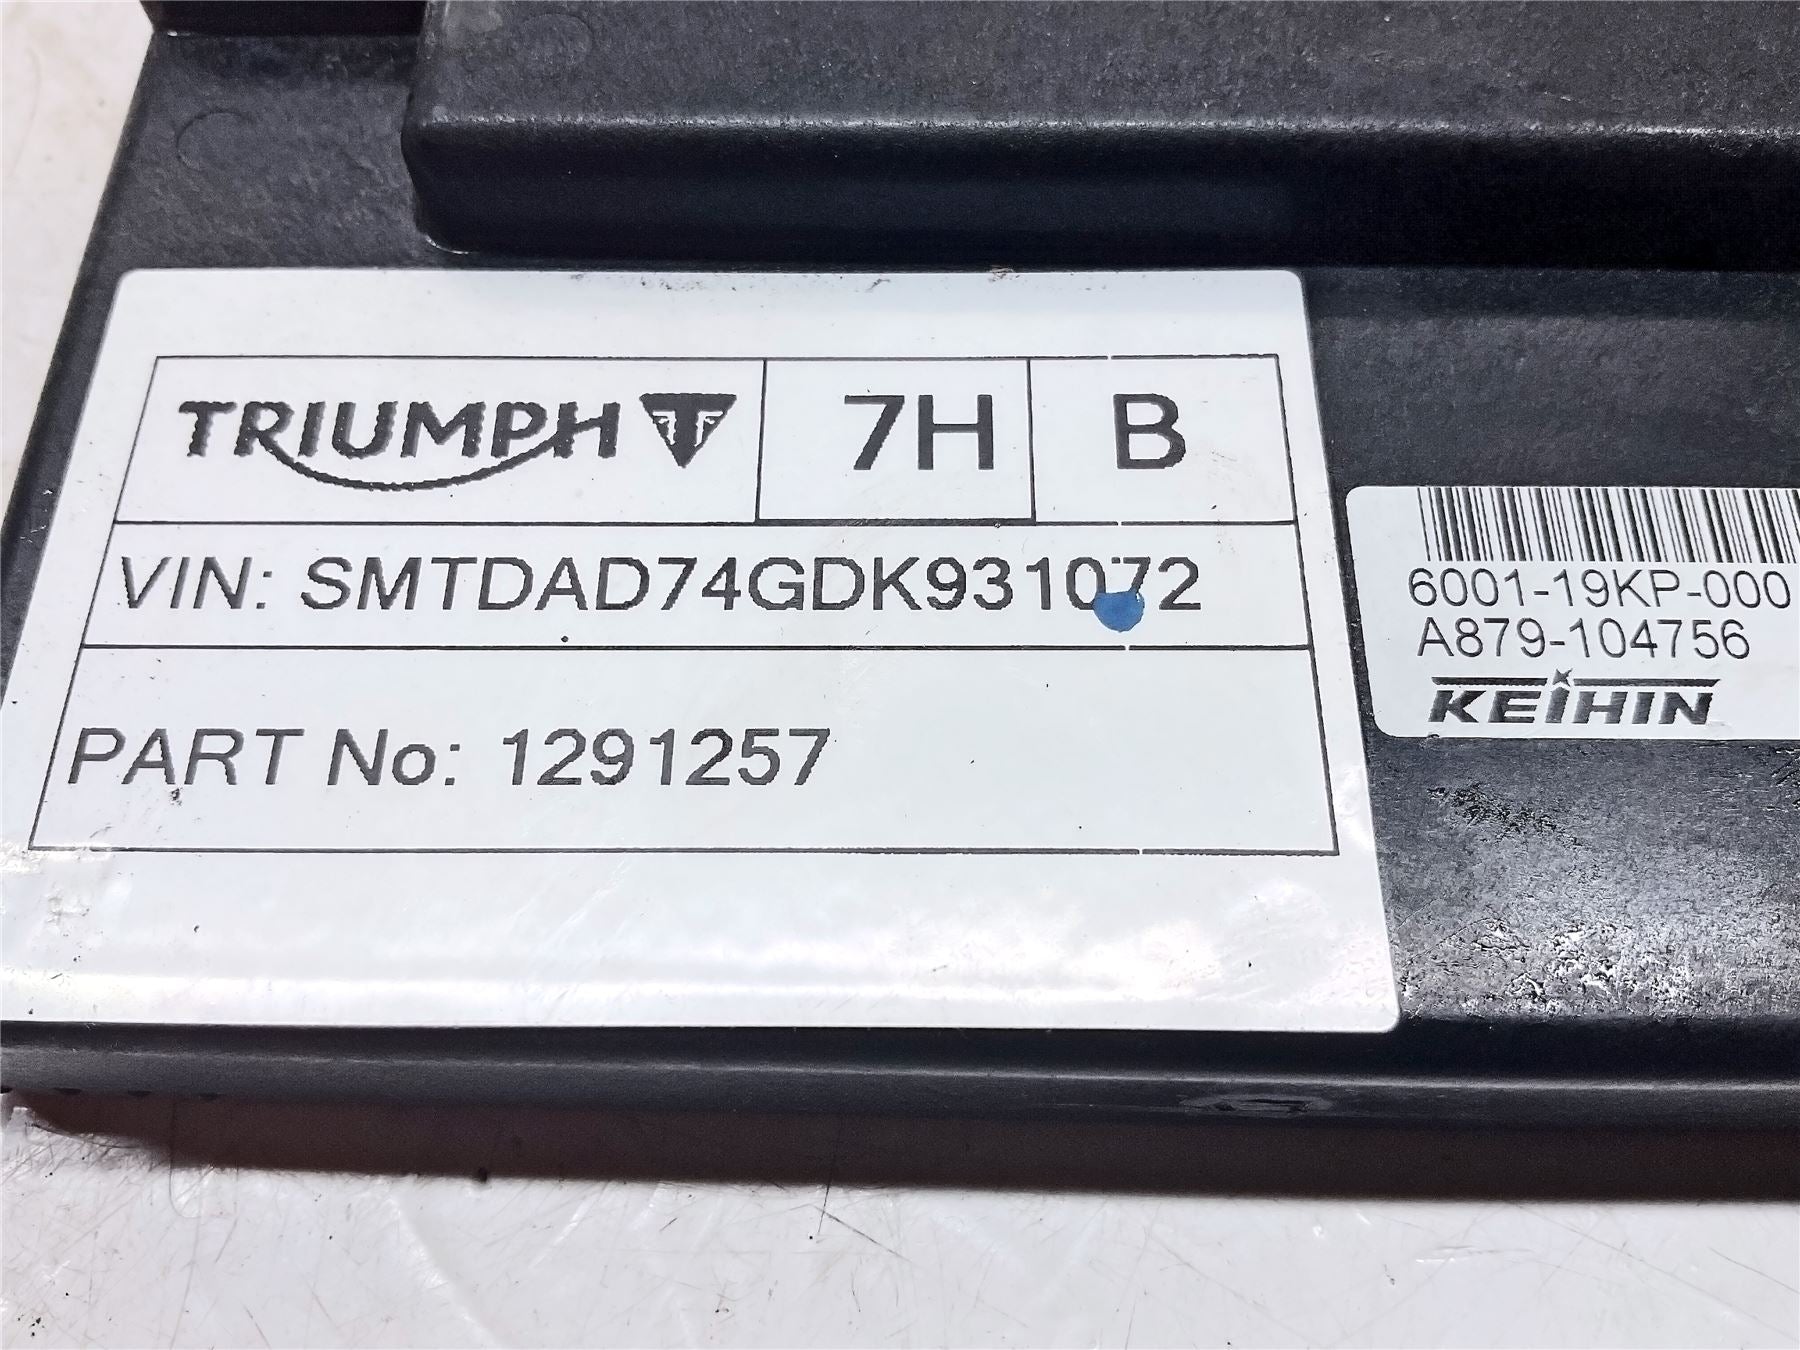 TRIUMPH 7H B
VIN: SMTDAD74GDK931072
PART No: 1291257
6001-19KP-000
A879-104756
KEIHIN